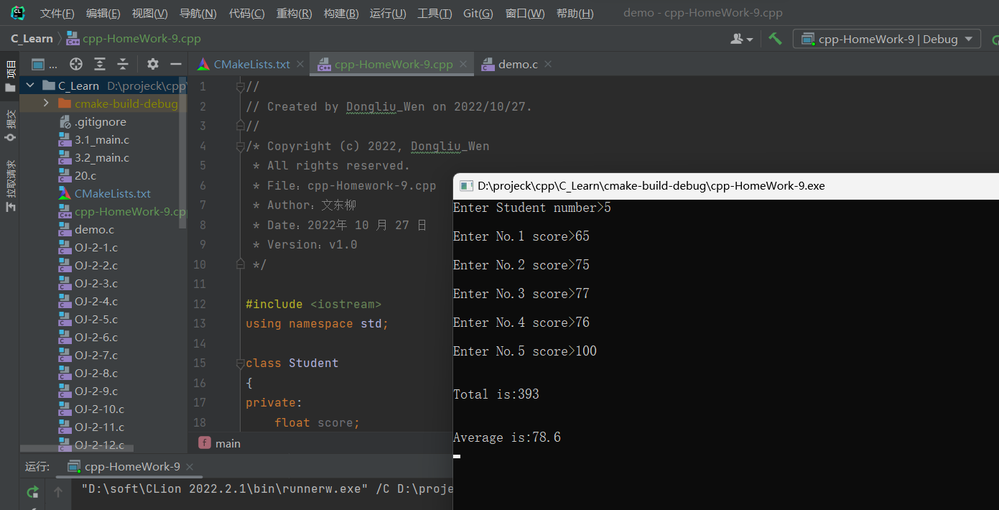 文件(F) 编辑(E) 视图(V) 导航(N) 代码(C) 重构(R) 构建(B) 运行(U) 工具(T) Git(G) 窗口(W) 帮助(H) demo - cpp-HomeWork-9.cpp
C_Learn cpp-HomeWork-9.cpp cpp-HomeWork-9 | Debug
... CMakeLists.txt cpp-HomeWork-9.cpp demo.c
项目
提交
拉取请求
C_Learn D:\projeck\cpp\
cmake-build-debug
.gitignore
3.1_main.c
3.2_main.c
20.c
CMakeLists.txt
cpp-HomeWork-9.cpp
demo.c
OJ-2-1.c
OJ-2-2.c
OJ-2-3.c
OJ-2-4.c
OJ-2-5.c
OJ-2-6.c
OJ-2-7.c
OJ-2-8.c
OJ-2-9.c
OJ-2-10.c
OJ-2-11.c
OJ-2-12.c
1 //
2 // Created by Dongliu_Wen on 2022/10/27.
3 //
4 /* Copyright (c) 2022, Dongliu_Wen
5 * All rights reserved.
6 * File：cpp-Homework-9.cpp
7 * Author：文东柳
8 * Date：2022年 10 月 27 日
9 * Version：v1.0
10 */
11
12 #include <iostream>
13 using namespace std;
14
15 class Student
16 {
17 private:
18 float score;
main
D:\projeck\cpp\C_Learn\cmake-build-debug\cpp-HomeWork-9.exe
Enter Student number>5
Enter No.1 score>65
Enter No.2 score>75
Enter No.3 score>77
Enter No.4 score>76
Enter No.5 score>100
Total is:393
Average is:78.6
运行: cpp-HomeWork-9
"D:\soft\CLion 2022.2.1\bin\runnerw.exe" /C D:\proje